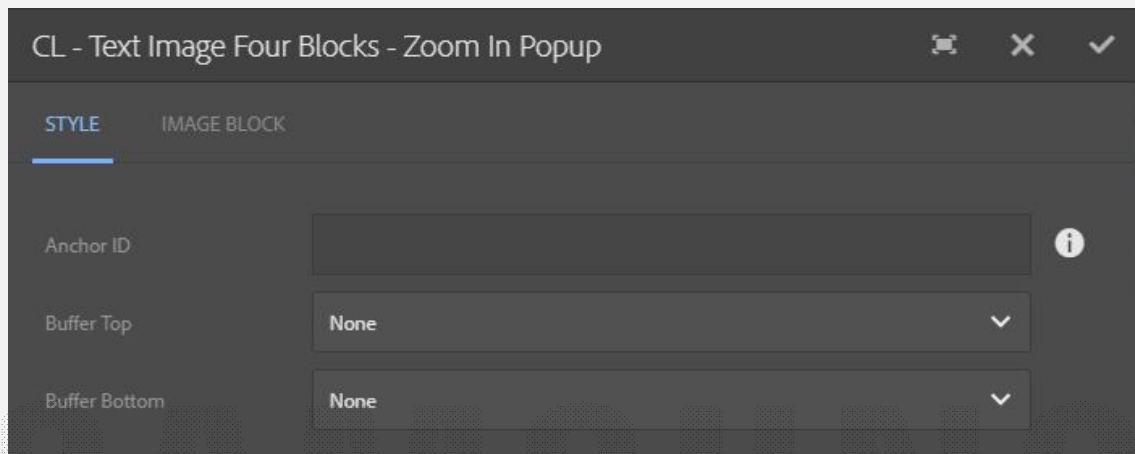 CL - Text Image Four Blocks - Zoom In Popup
STYLE IMAGE BLOCK
Anchor ID
Buffer Top None
Buffer Bottom None